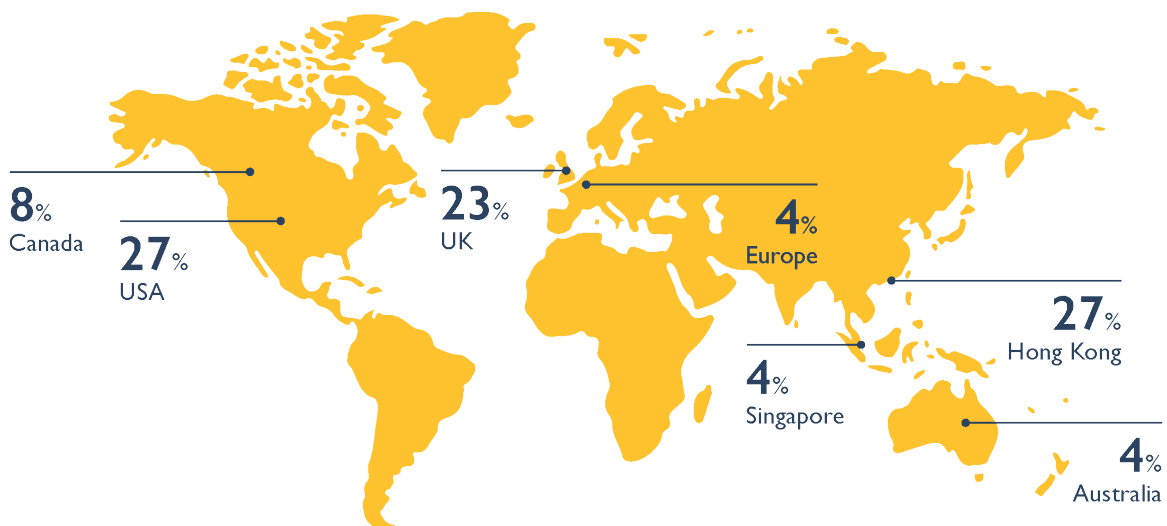 8%
Canada
27%
USA
23%
UK
4%
Europe
27%
Hong Kong
4%
Singapore
4%
Australia